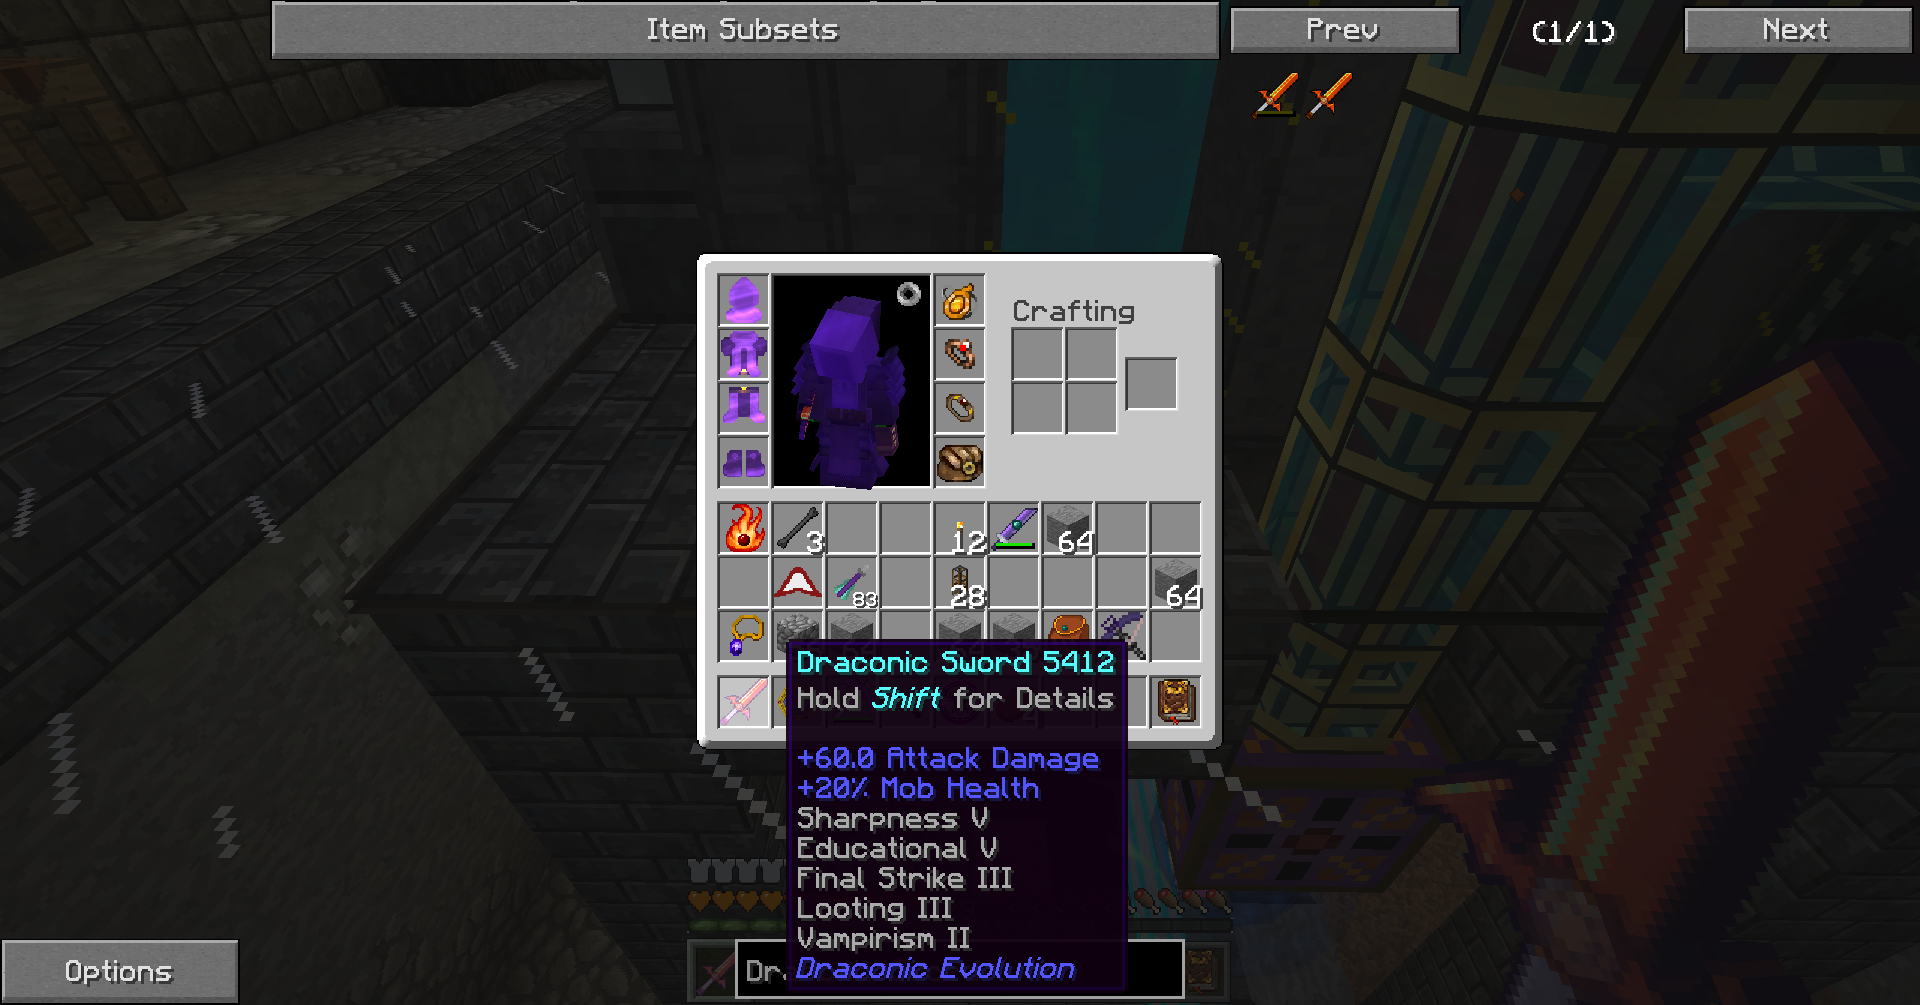 Item Subsets
Prev
(1/1)
Next
Crafting
3
12
64
83
28
64
Draconic Sword 5412
Hold Shift for Details
+60.0 Attack Damage
+20% Mob Health
Sharpness V
Educational V
Final Strike III
Looting III
Vampirism II
Draconic Evolution
Options
Dr